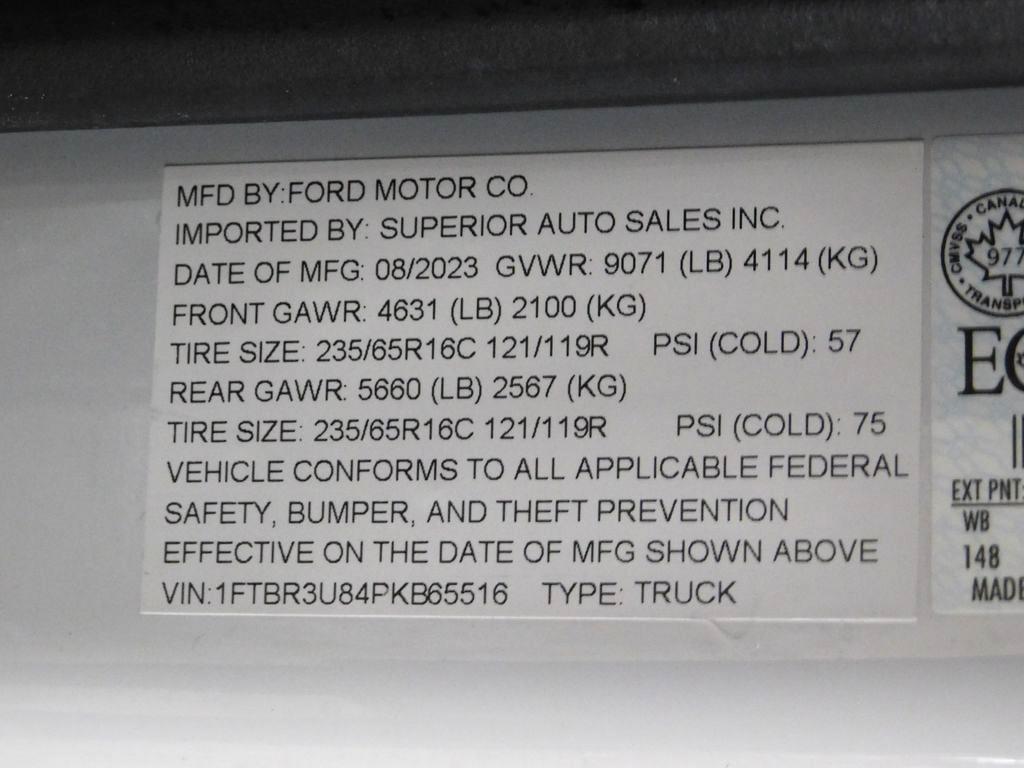 MFD BY:FORD MOTOR CO.
IMPORTED BY: SUPERIOR AUTO SALES INC.
DATE OF MFG: 08/2023 GVWR: 9071 (LB) 4114 (KG)
FRONT GAWR: 4631 (LB) 2100 (KG)
TIRE SIZE: 235/65R16C 121/119R PSI (COLD): 57
REAR GAWR: 5660 (LB) 2567 (KG)
TIRE SIZE: 235/65R16C 121/119R PSI (COLD): 75
VEHICLE CONFORMS TO ALL APPLICABLE FEDERAL
SAFETY, BUMPER, AND THEFT PREVENTION
EFFECTIVE ON THE DATE OF MFG SHOWN ABOVE
VIN:1FTBR3U84PKB65516 TYPE: TRUCK
CMVSS
977
EXT PNT:
WB
148
MADE